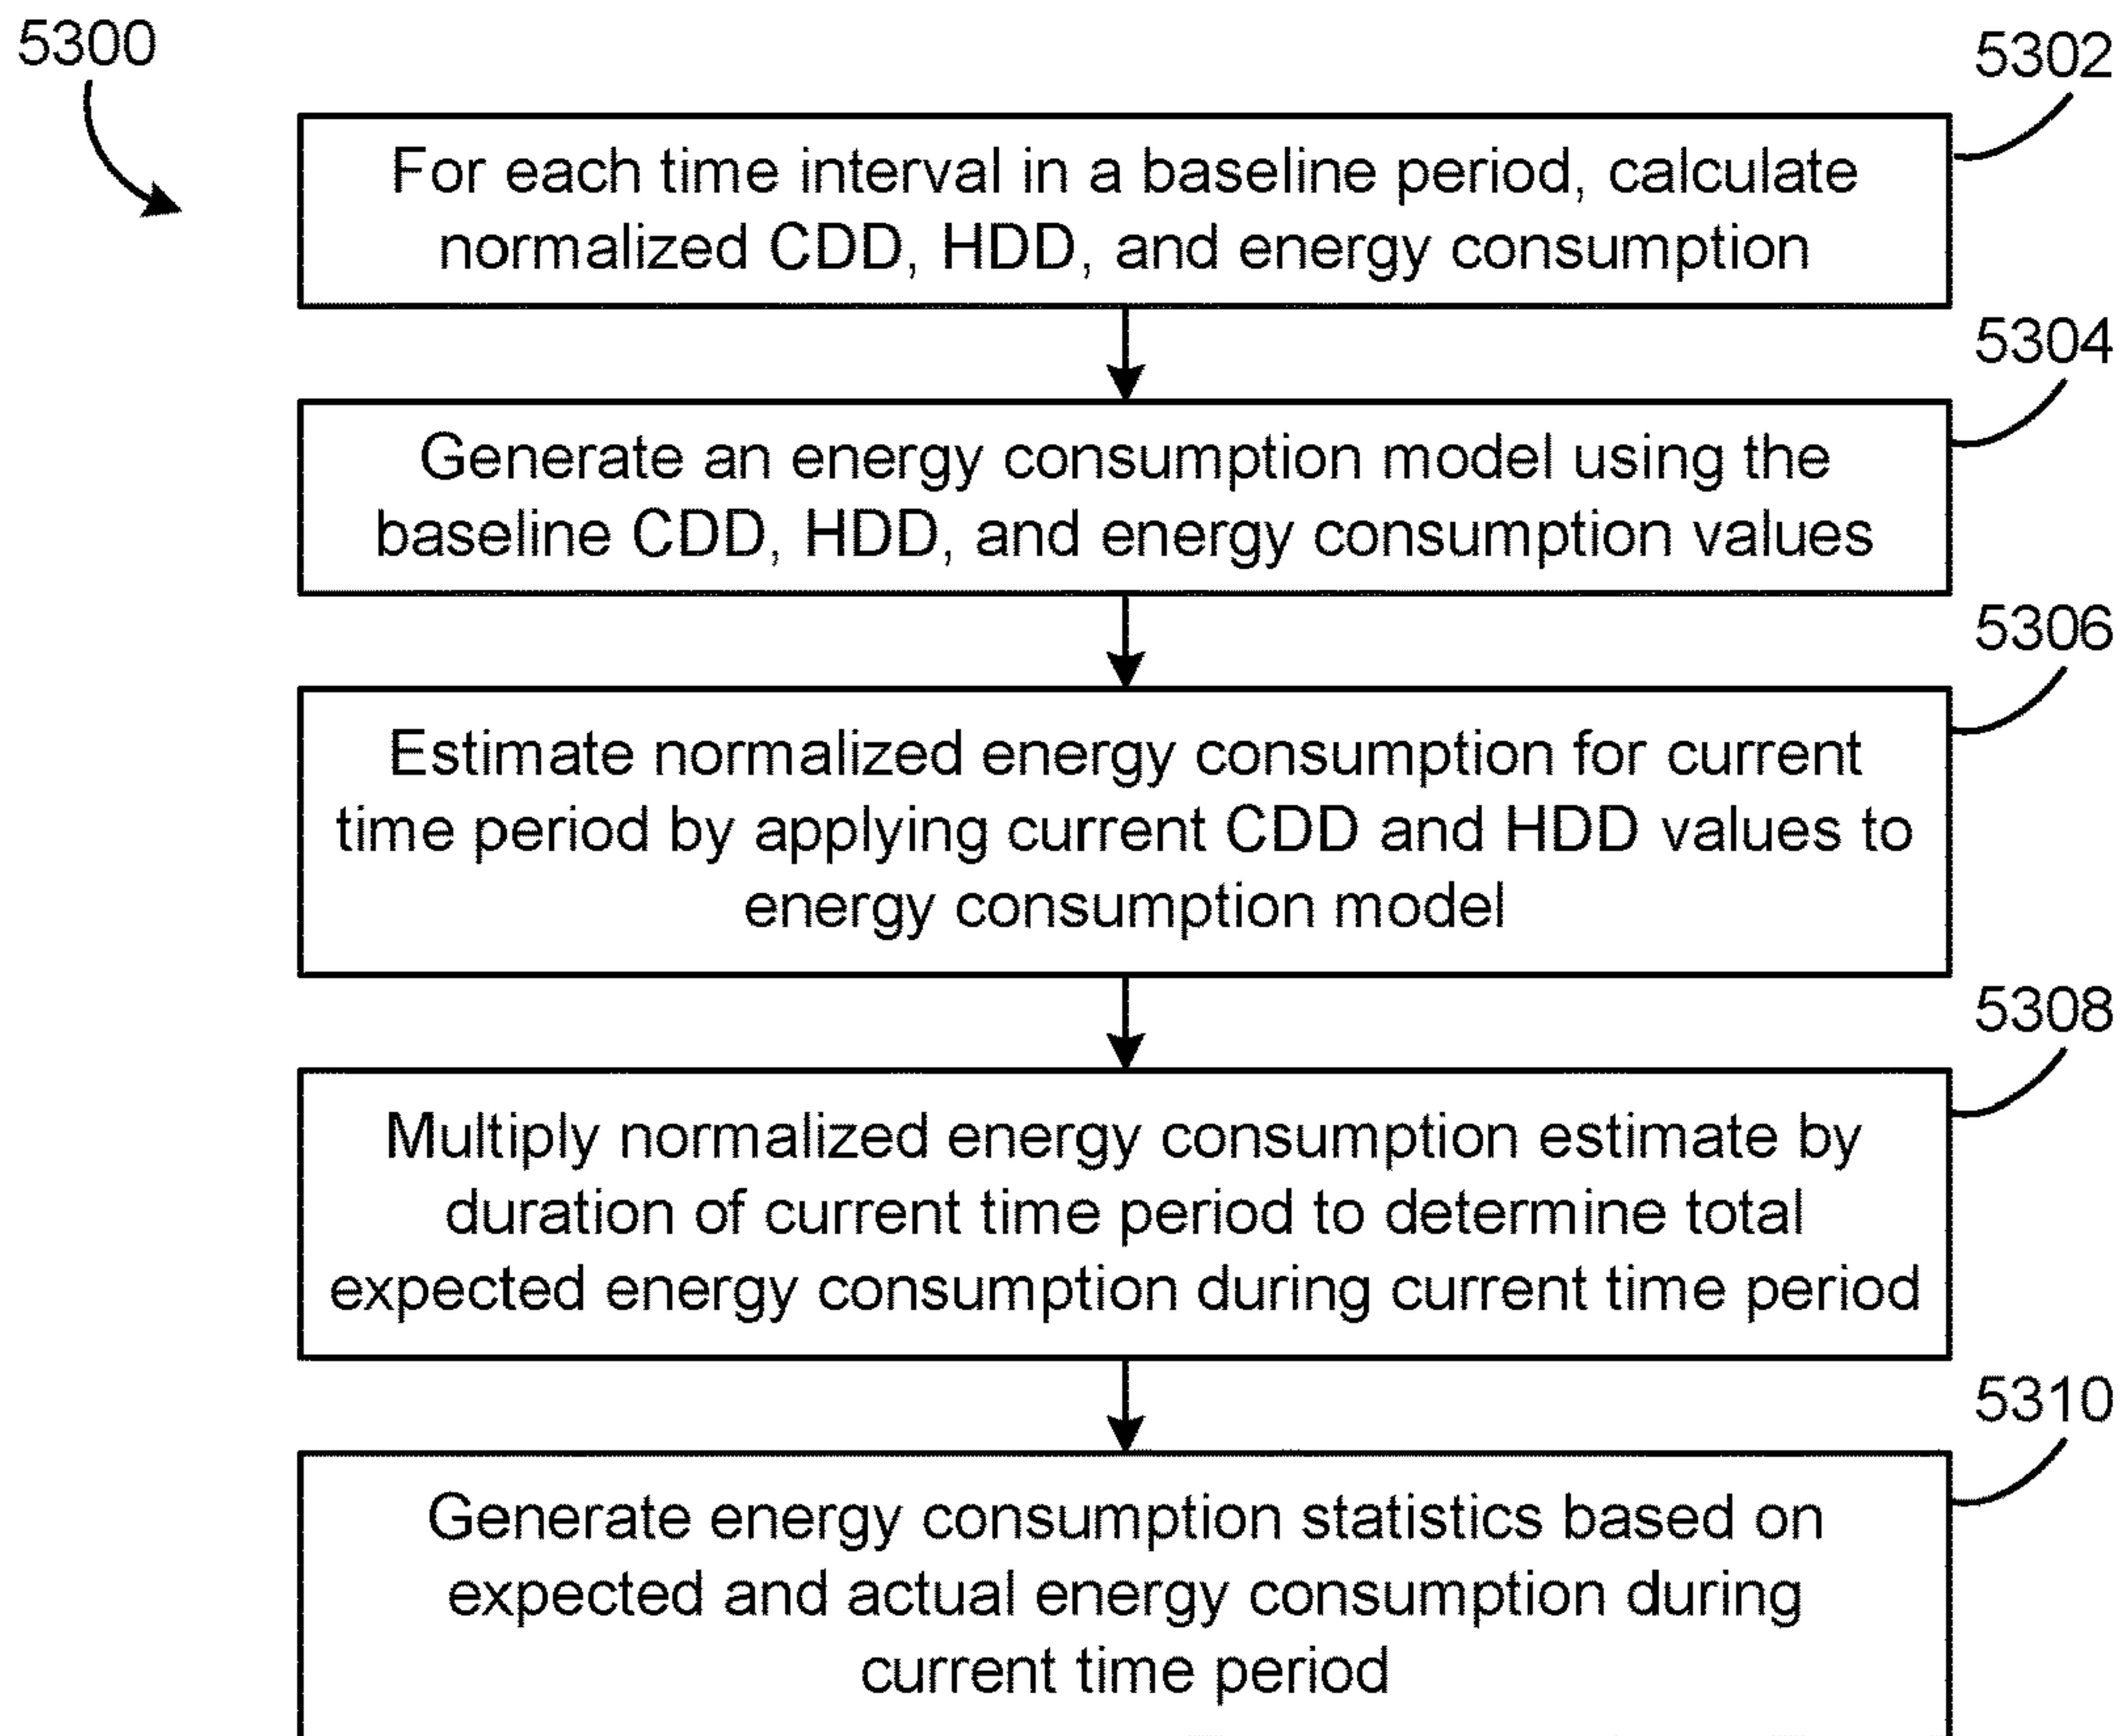 5300
5302
For each time interval in a baseline period, calculate
normalized CDD, HDD, and energy consumption
5304
Generate an energy consumption model using the
baseline CDD, HDD, and energy consumption values
5306
Estimate normalized energy consumption for current
time period by applying current CDD and HDD values to
energy consumption model
5308
Multiply normalized energy consumption estimate by
duration of current time period to determine total
expected energy consumption during current time period
5310
Generate energy consumption statistics based on
expected and actual energy consumption during
current time period